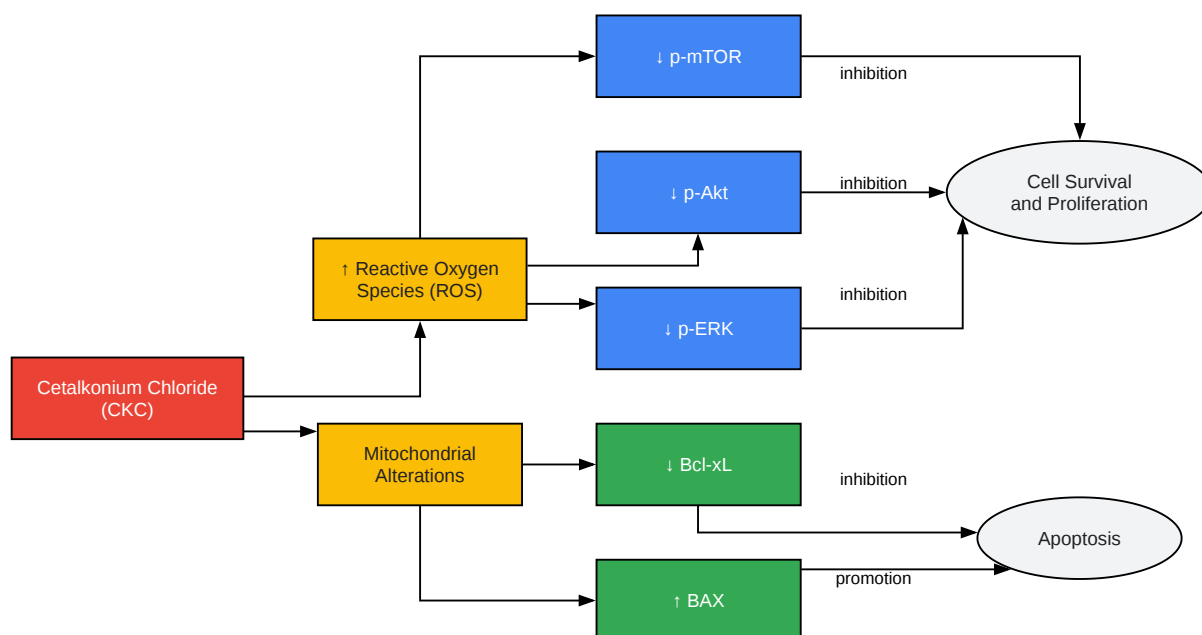 ↓ p-mTOR
inhibition
↓ p-Akt
inhibition
Cell Survival
and Proliferation
↑ Reactive Oxygen
Species (ROS)
inhibition
↓ p-ERK
Cetalkonium Chloride
(CKC)
Mitochondrial
Alterations
↓ Bcl-xL
inhibition
Apoptosis
promotion
↑ BAX